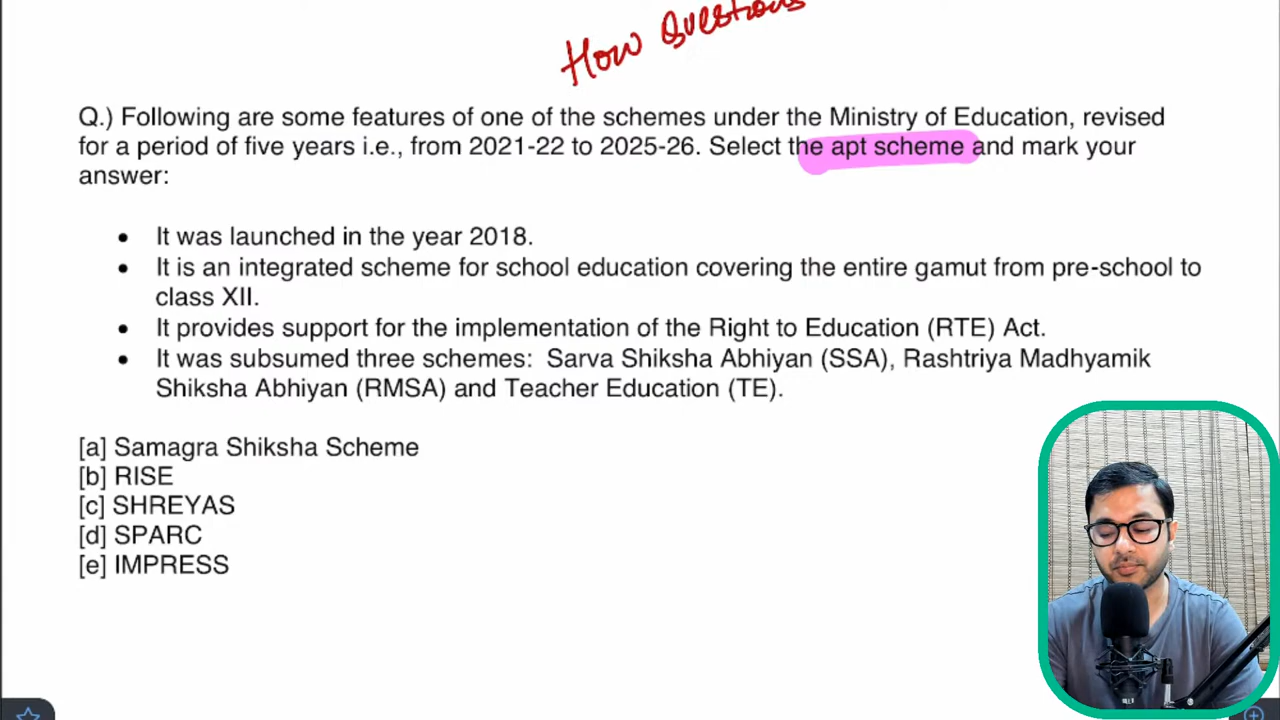 How Questions
Q.) Following are some features of one of the schemes under the Ministry of Education, revised
for a period of five years i.e., from 2021-22 to 2025-26. Select the apt scheme and mark your
answer:
• It was launched in the year 2018.
• It is an integrated scheme for school education covering the entire gamut from pre-school to
class XII.
• It provides support for the implementation of the Right to Education (RTE) Act.
• It was subsumed three schemes: Sarva Shiksha Abhiyan (SSA), Rashtriya Madhyamik
Shiksha Abhiyan (RMSA) and Teacher Education (TE).
[a] Samagra Shiksha Scheme
[b] RISE
[c] SHREYAS
[d] SPARC
[e] IMPRESS